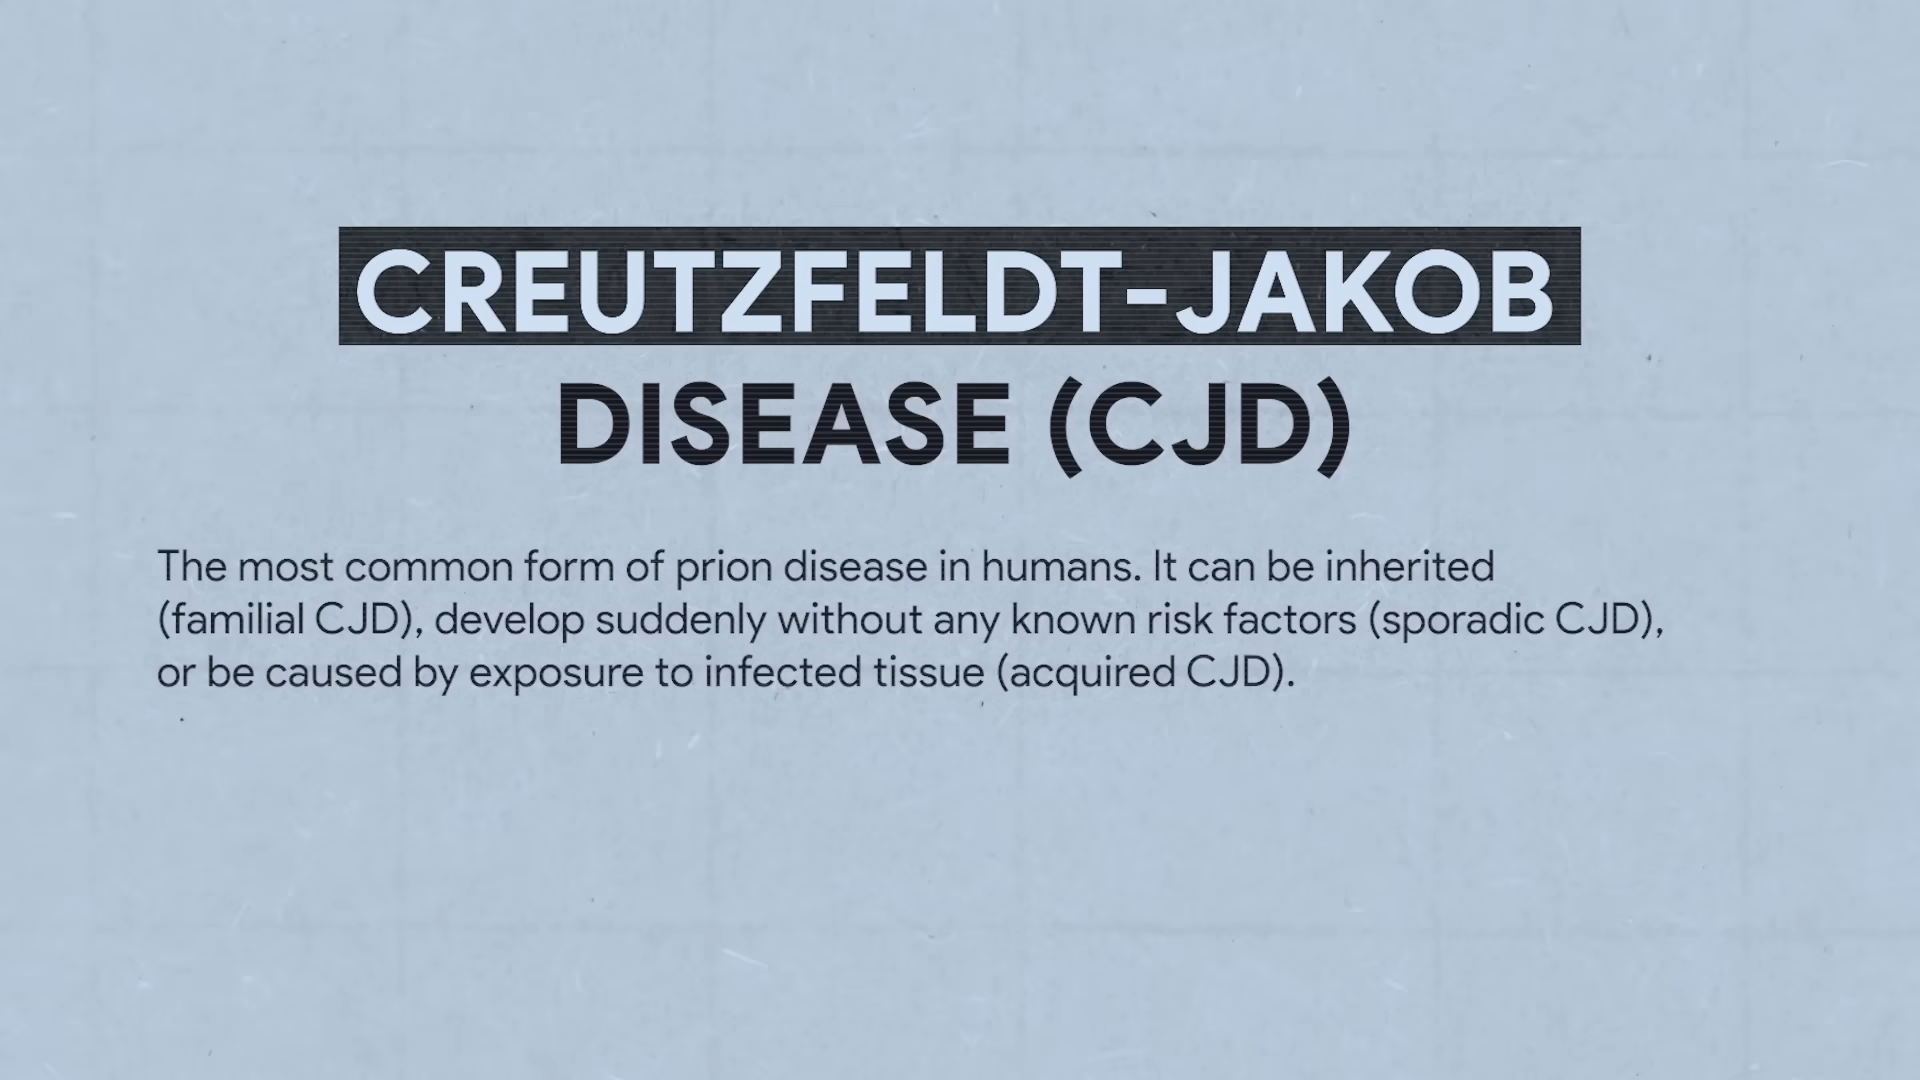 CREUTZFELDT-JAKOB
DISEASE (CJD)
The most common form of prion disease in humans. It can be inherited
(familial CJD), develop suddenly without any known risk factors (sporadic CJD),
or be caused by exposure to infected tissue (acquired CJD).